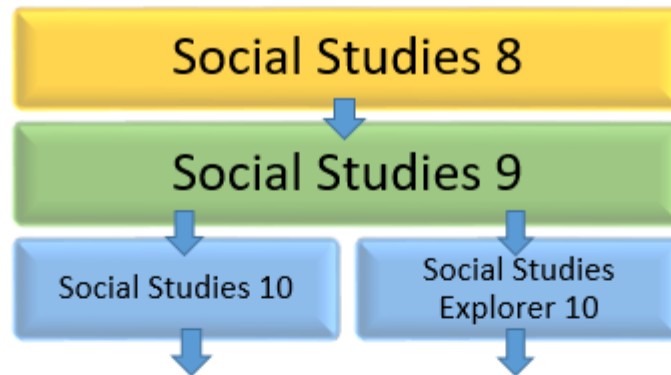 Social Studies 8
Social Studies 9
Social Studies 10
Social Studies
Explorer 10